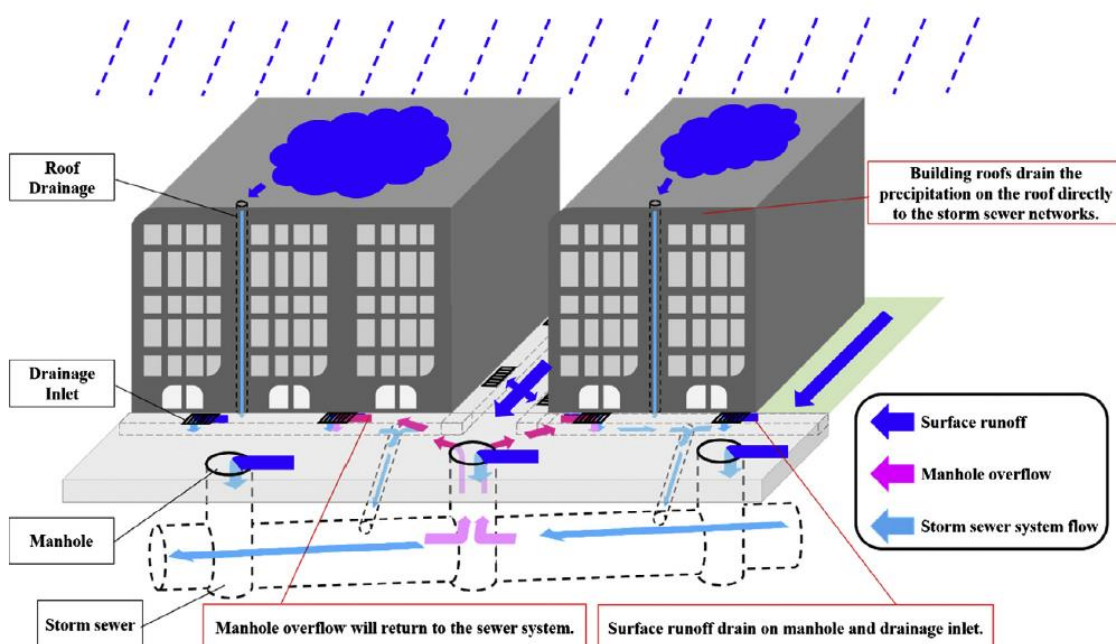 Roof
Drainage
Building roofs drain the
precipitation on the roof directly
to the storm sewer networks.
Drainage
Inlet
Surface runoff
Manhole overflow
Storm sewer system flow
Manhole
Storm sewer
Manhole overflow will return to the sewer system.
Surface runoff drain on manhole and drainage inlet.